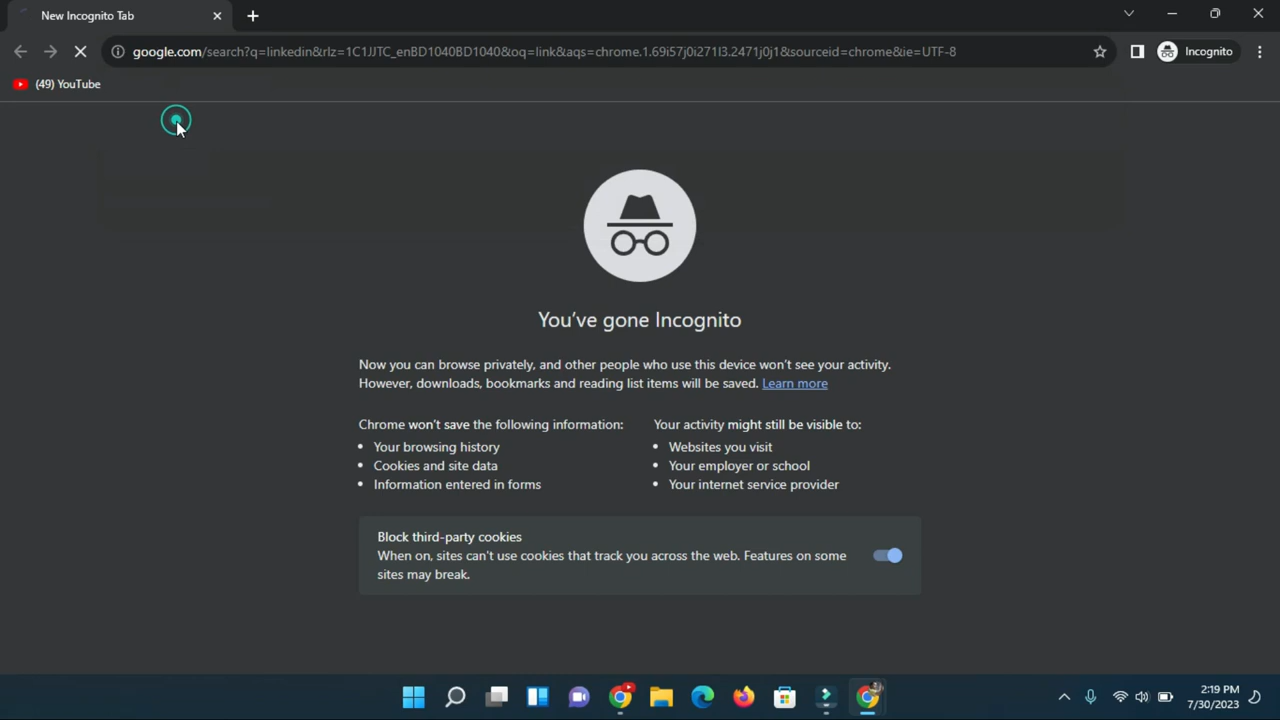 New Incognito Tab
google.com/search?q=linkedin&rlz=1C1JJTC_enBD1040BD1040&oq=link&aqs=chrome.1.69i57j0i271l3.2471j0j1&sourceid=chrome&ie=UTF-8
Incognito
(49) YouTube
You've gone Incognito
Now you can browse privately, and other people who use this device won't see your activity.
However, downloads, bookmarks and reading list items will be saved. Learn more
Chrome won't save the following information:
Your browsing history
Cookies and site data
Information entered in forms
Your activity might still be visible to:
Websites you visit
Your employer or school
Your internet service provider
Block third-party cookies
When on, sites can't use cookies that track you across the web. Features on some
sites may break.
2:19 PM
7/30/2023